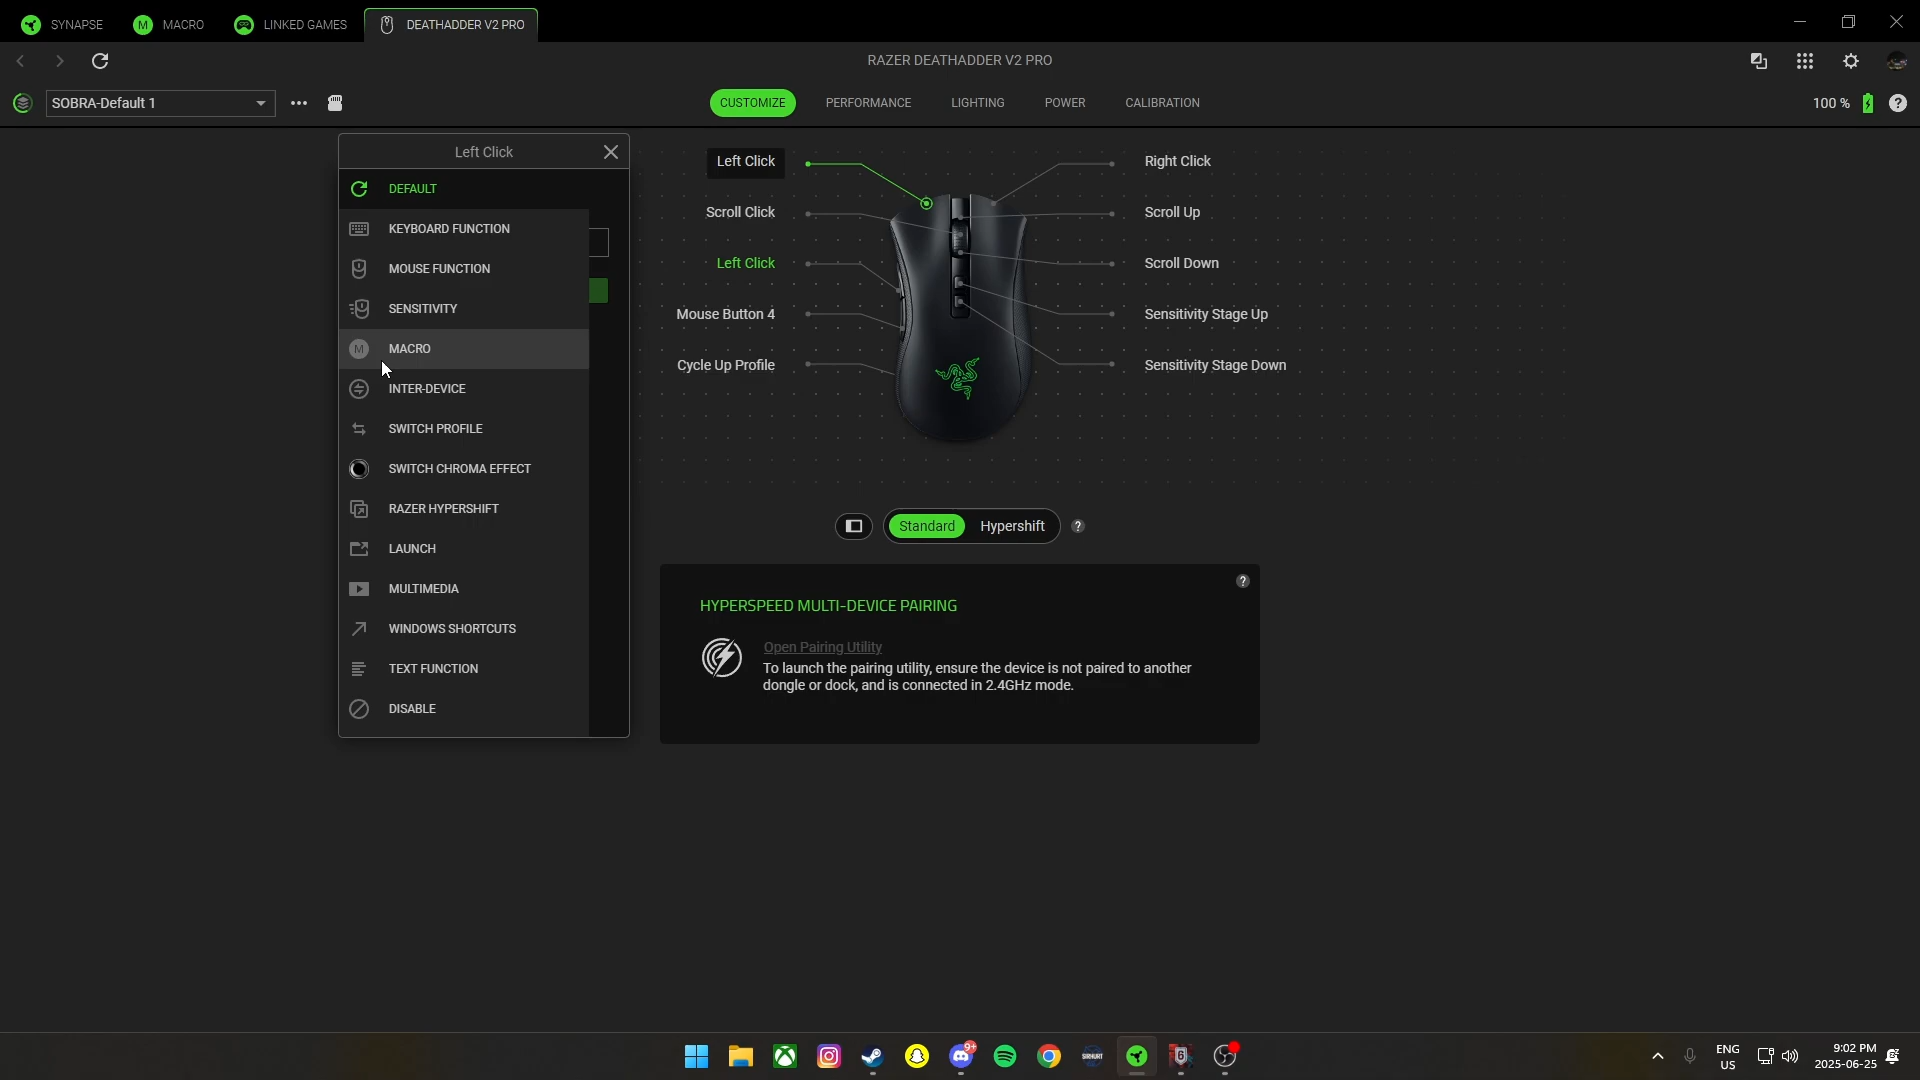 SYNAPSE
MACRO
LINKED GAMES
DEATHADDER V2 PRO
RAZER DEATHADDER V2 PRO
SOBRA-Default 1
CUSTOMIZE
PERFORMANCE
LIGHTING
POWER
CALIBRATION
100 %
Left Click
DEFAULT
KEYBOARD FUNCTION
MOUSE FUNCTION
SENSITIVITY
MACRO
INTER-DEVICE
SWITCH PROFILE
SWITCH CHROMA EFFECT
RAZER HYPERSHIFT
LAUNCH
MULTIMEDIA
WINDOWS SHORTCUTS
TEXT FUNCTION
DISABLE
Left Click
Scroll Click
Left Click
Mouse Button 4
Cycle Up Profile
Right Click
Scroll Up
Scroll Down
Sensitivity Stage Up
Sensitivity Stage Down
Standard
Hypershift
HYPERSPEED MULTI-DEVICE PAIRING
Open Pairing Utility
To launch the pairing utility, ensure the device is not paired to another
dongle or dock, and is connected in 2.4GHz mode.
9+
6
ENG
US
9:02 PM
2025-06-25